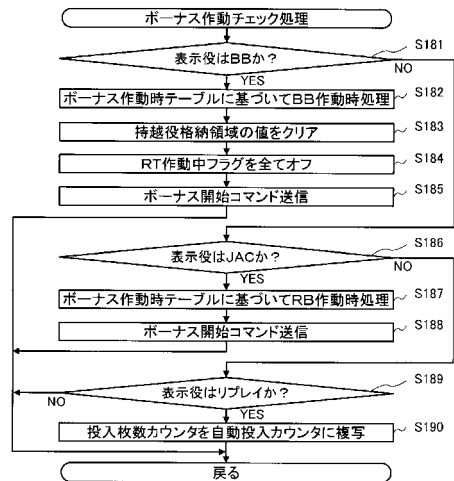 ボーナス作動チェック処理
S181
表示役はBBか？
NO
YES
S182
ボーナス作動時テーブルに基づいてBB作動時処理
S183
持越役格納領域の値をクリア
S184
RT作動中フラグを全てオフ
S185
ボーナス開始コマンド送信
S186
表示役はJACか？
NO
YES
S187
ボーナス作動時テーブルに基づいてRB作動時処理
S188
ボーナス開始コマンド送信
S189
表示役はリプレイか？
NO
YES
S190
投入枚数カウンタを自動投入カウンタに複写
戻る